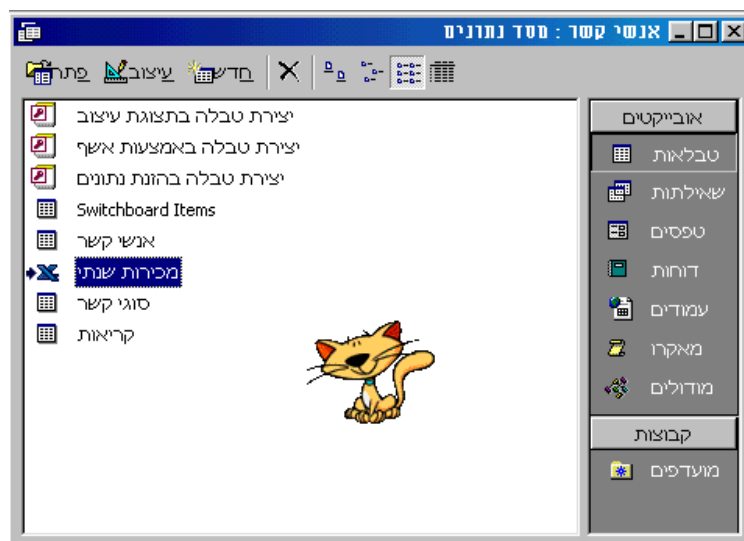 אנשי קשר : מסד נתונים
פתח עיצוב חדש
אובייקטים
טבלאות
שאילתות
טפסים
דוחות
עמודים
מאקרו
מודולים
קבוצות
מועדפים
יצירת טבלה בתצוגת עיצוב
יצירת טבלה באמצעות אשף
יצירת טבלה בהזנת נתונים
Switchboard Items
אנשי קשר
מכירות שנתי
סוגי קשר
קריאות